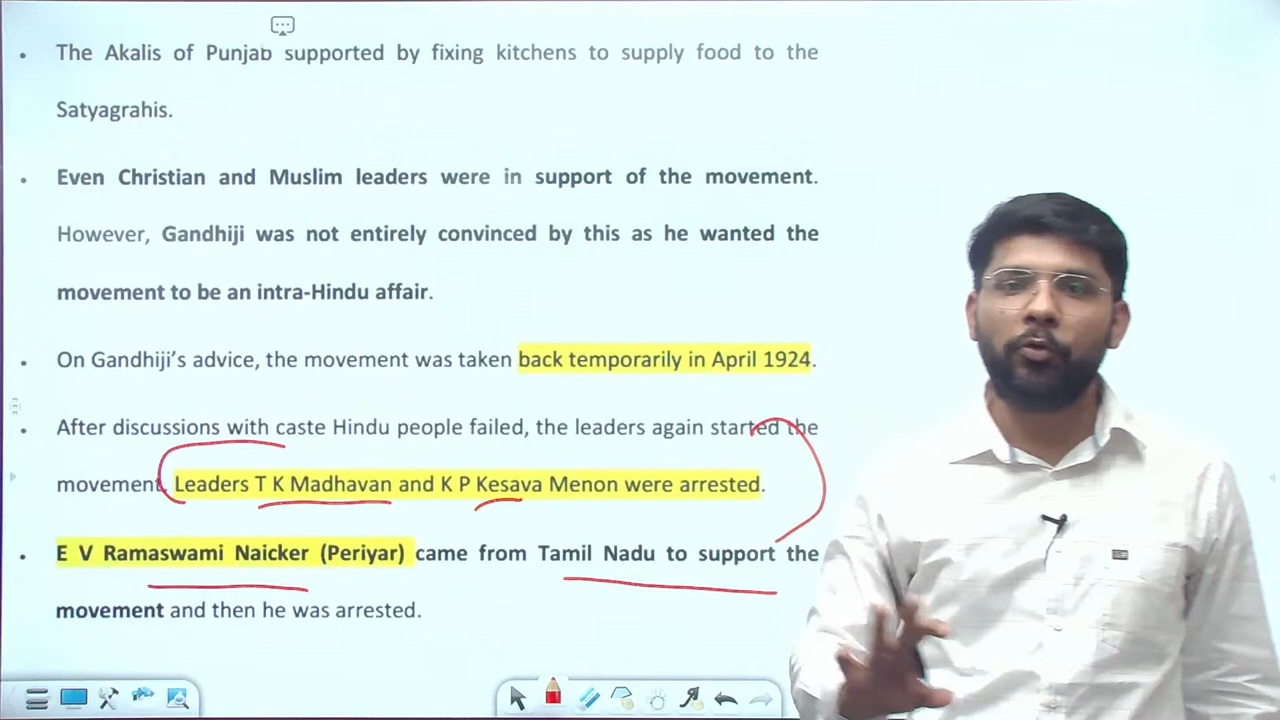 The Akalis of Punjab supported by fixing kitchens to supply food to the
Satyagrahis.
Even Christian and Muslim leaders were in support of the movement.
However, Gandhiji was not entirely convinced by this as he wanted the
movement to be an intra-Hindu affair.
On Gandhiji's advice, the movement was taken back temporarily in April 1924.
After discussions with caste Hindu people failed, the leaders again started the
movement. Leaders T K Madhavan and K P Kesava Menon were arrested.
E V Ramaswami Naicker (Periyar) came from Tamil Nadu to support the
movement and then he was arrested.